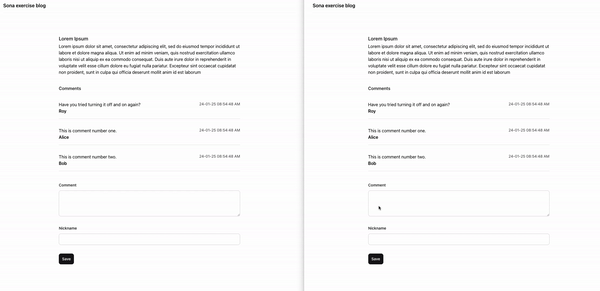 Sona exercise blog
Lorem Ipsum
Lorem ipsum dolor sit amet, consectetur adipiscing elit, sed do eiusmod tempor incididunt ut
labore et dolore magna aliqua. Ut enim ad minim veniam, quis nostrud exercitation ullamco
laboris nisi ut aliquip ex ea commodo consequat. Duis aute irure dolor in reprehenderit in
voluptate velit esse cillum dolore eu fugiat nulla pariatur. Excepteur sint occaecat cupidatat
non proident, sunt in culpa qui officia deserunt mollit anim id est laborum
Comments
Have you tried turning it off and on again? 24-01-25 08:54:48 AM
Roy
This is comment number one. 24-01-25 08:54:48 AM
Alice
This is comment number two. 24-01-25 08:54:48 AM
Bob
Comment
Nickname
Save
Sona exercise blog
Lorem Ipsum
Lorem ipsum dolor sit amet, consectetur adipiscing elit, sed do eiusmod tempor incididunt ut
labore et dolore magna aliqua. Ut enim ad minim veniam, quis nostrud exercitation ullamco
laboris nisi ut aliquip ex ea commodo consequat. Duis aute irure dolor in reprehenderit in
voluptate velit esse cillum dolore eu fugiat nulla pariatur. Excepteur sint occaecat cupidatat
non proident, sunt in culpa qui officia deserunt mollit anim id est laborum
Comments
Have you tried turning it off and on again? 24-01-25 08:54:48 AM
Roy
This is comment number one. 24-01-25 08:54:48 AM
Alice
This is comment number two. 24-01-25 08:54:48 AM
Bob
Comment
Nickname
Save